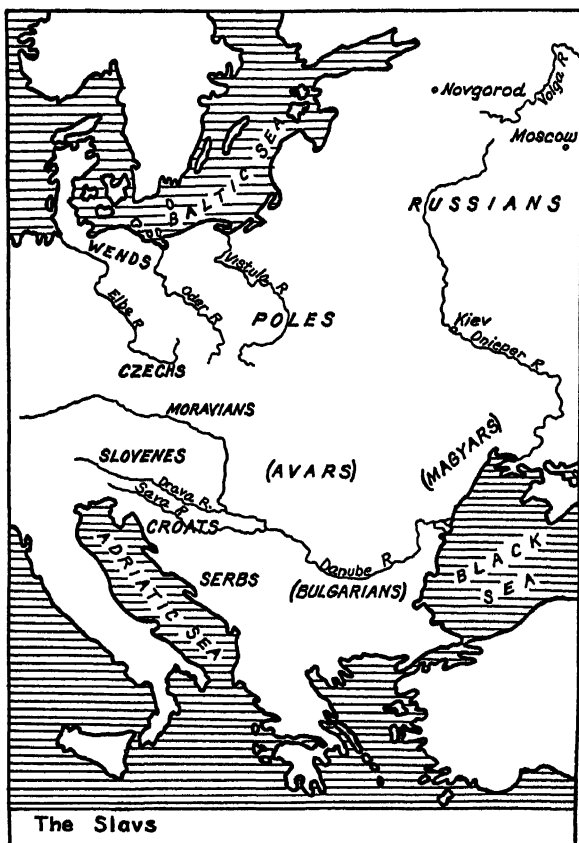 Novgorod
Volga R
Moscow
BALTIC SEA
RUSSIANS
WENDS
Vistula R
Elbe R
Oder R
POLES
Kiev
Dnieper R
CZECHS
MORAVIANS
SLOVENES
(AVARS)
(MAGYARS)
Drava R.
Sava R
CROATS
ADRIATIC SEA
SERBS
Danube R
(BULGARIANS)
BLACK
SEA
The Slavs